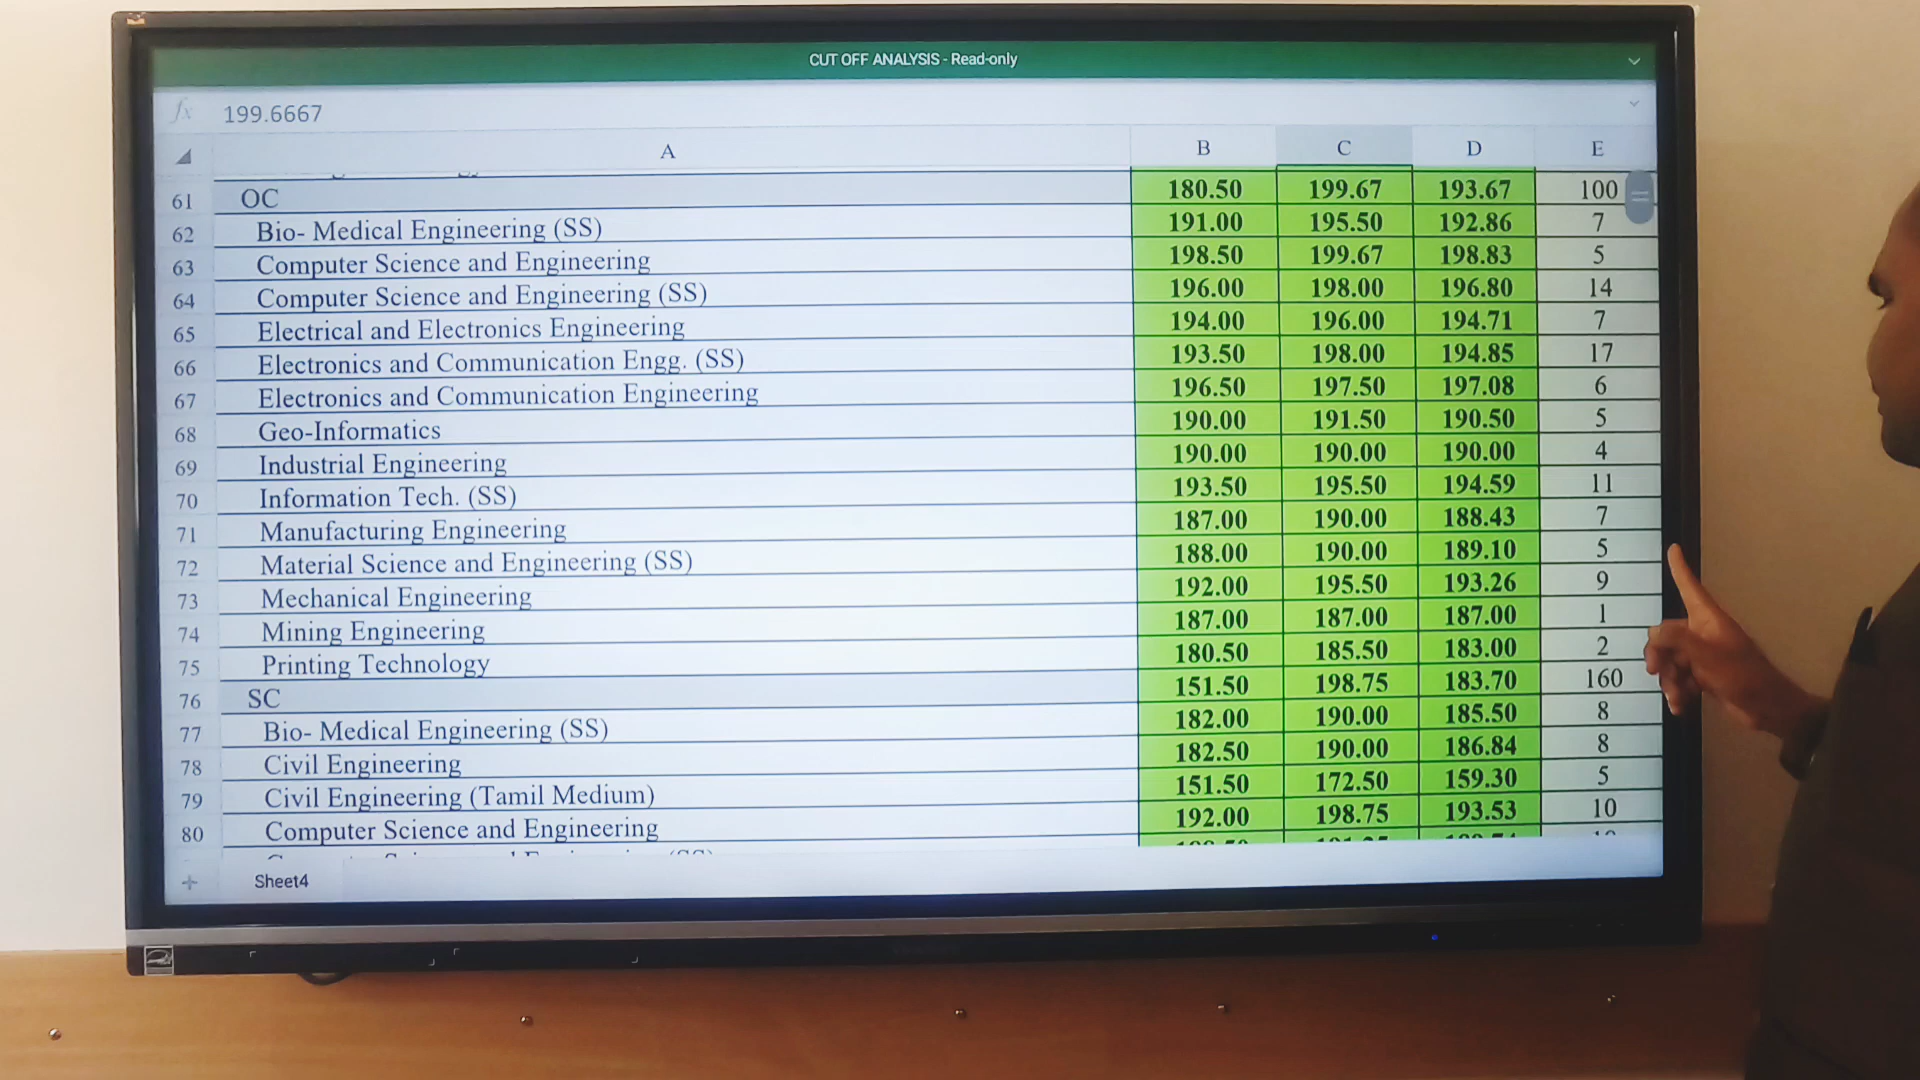 CUT OFF ANALYSIS - Read-only
fx 199.6667
A B C D E
61 OC 180.50 199.67 193.67 100
62 Bio- Medical Engineering (SS) 191.00 195.50 192.86 7
63 Computer Science and Engineering 198.50 199.67 198.83 5
64 Computer Science and Engineering (SS) 196.00 198.00 196.80 14
65 Electrical and Electronics Engineering 194.00 196.00 194.71 7
66 Electronics and Communication Engg. (SS) 193.50 198.00 194.85 17
67 Electronics and Communication Engineering 196.50 197.50 197.08 6
68 Geo-Informatics 190.00 191.50 190.50 5
69 Industrial Engineering 190.00 190.00 190.00 4
70 Information Tech. (SS) 193.50 195.50 194.59 11
71 Manufacturing Engineering 187.00 190.00 188.43 7
72 Material Science and Engineering (SS) 188.00 190.00 189.10 5
73 Mechanical Engineering 192.00 195.50 193.26 9
74 Mining Engineering 187.00 187.00 187.00 1
75 Printing Technology 180.50 185.50 183.00 2
76 SC 151.50 198.75 183.70 160
77 Bio- Medical Engineering (SS) 182.00 190.00 185.50 8
78 Civil Engineering 182.50 190.00 186.84 8
79 Civil Engineering (Tamil Medium) 151.50 172.50 159.30 5
80 Computer Science and Engineering 192.00 198.75 193.53 10
Sheet4